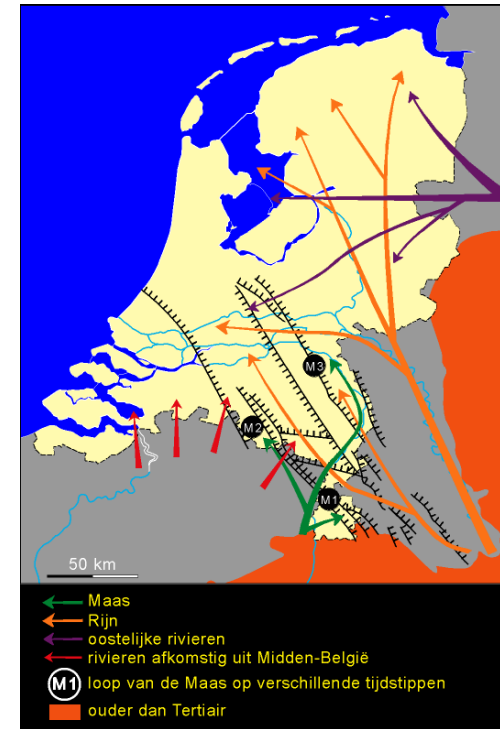 M3
M2
M1
50 km
Maas
Rijn
oostelijke rivieren
rivieren afkomstig uit Midden-België
M1 loop van de Maas op verschillende tijdstippen
ouder dan Tertiair